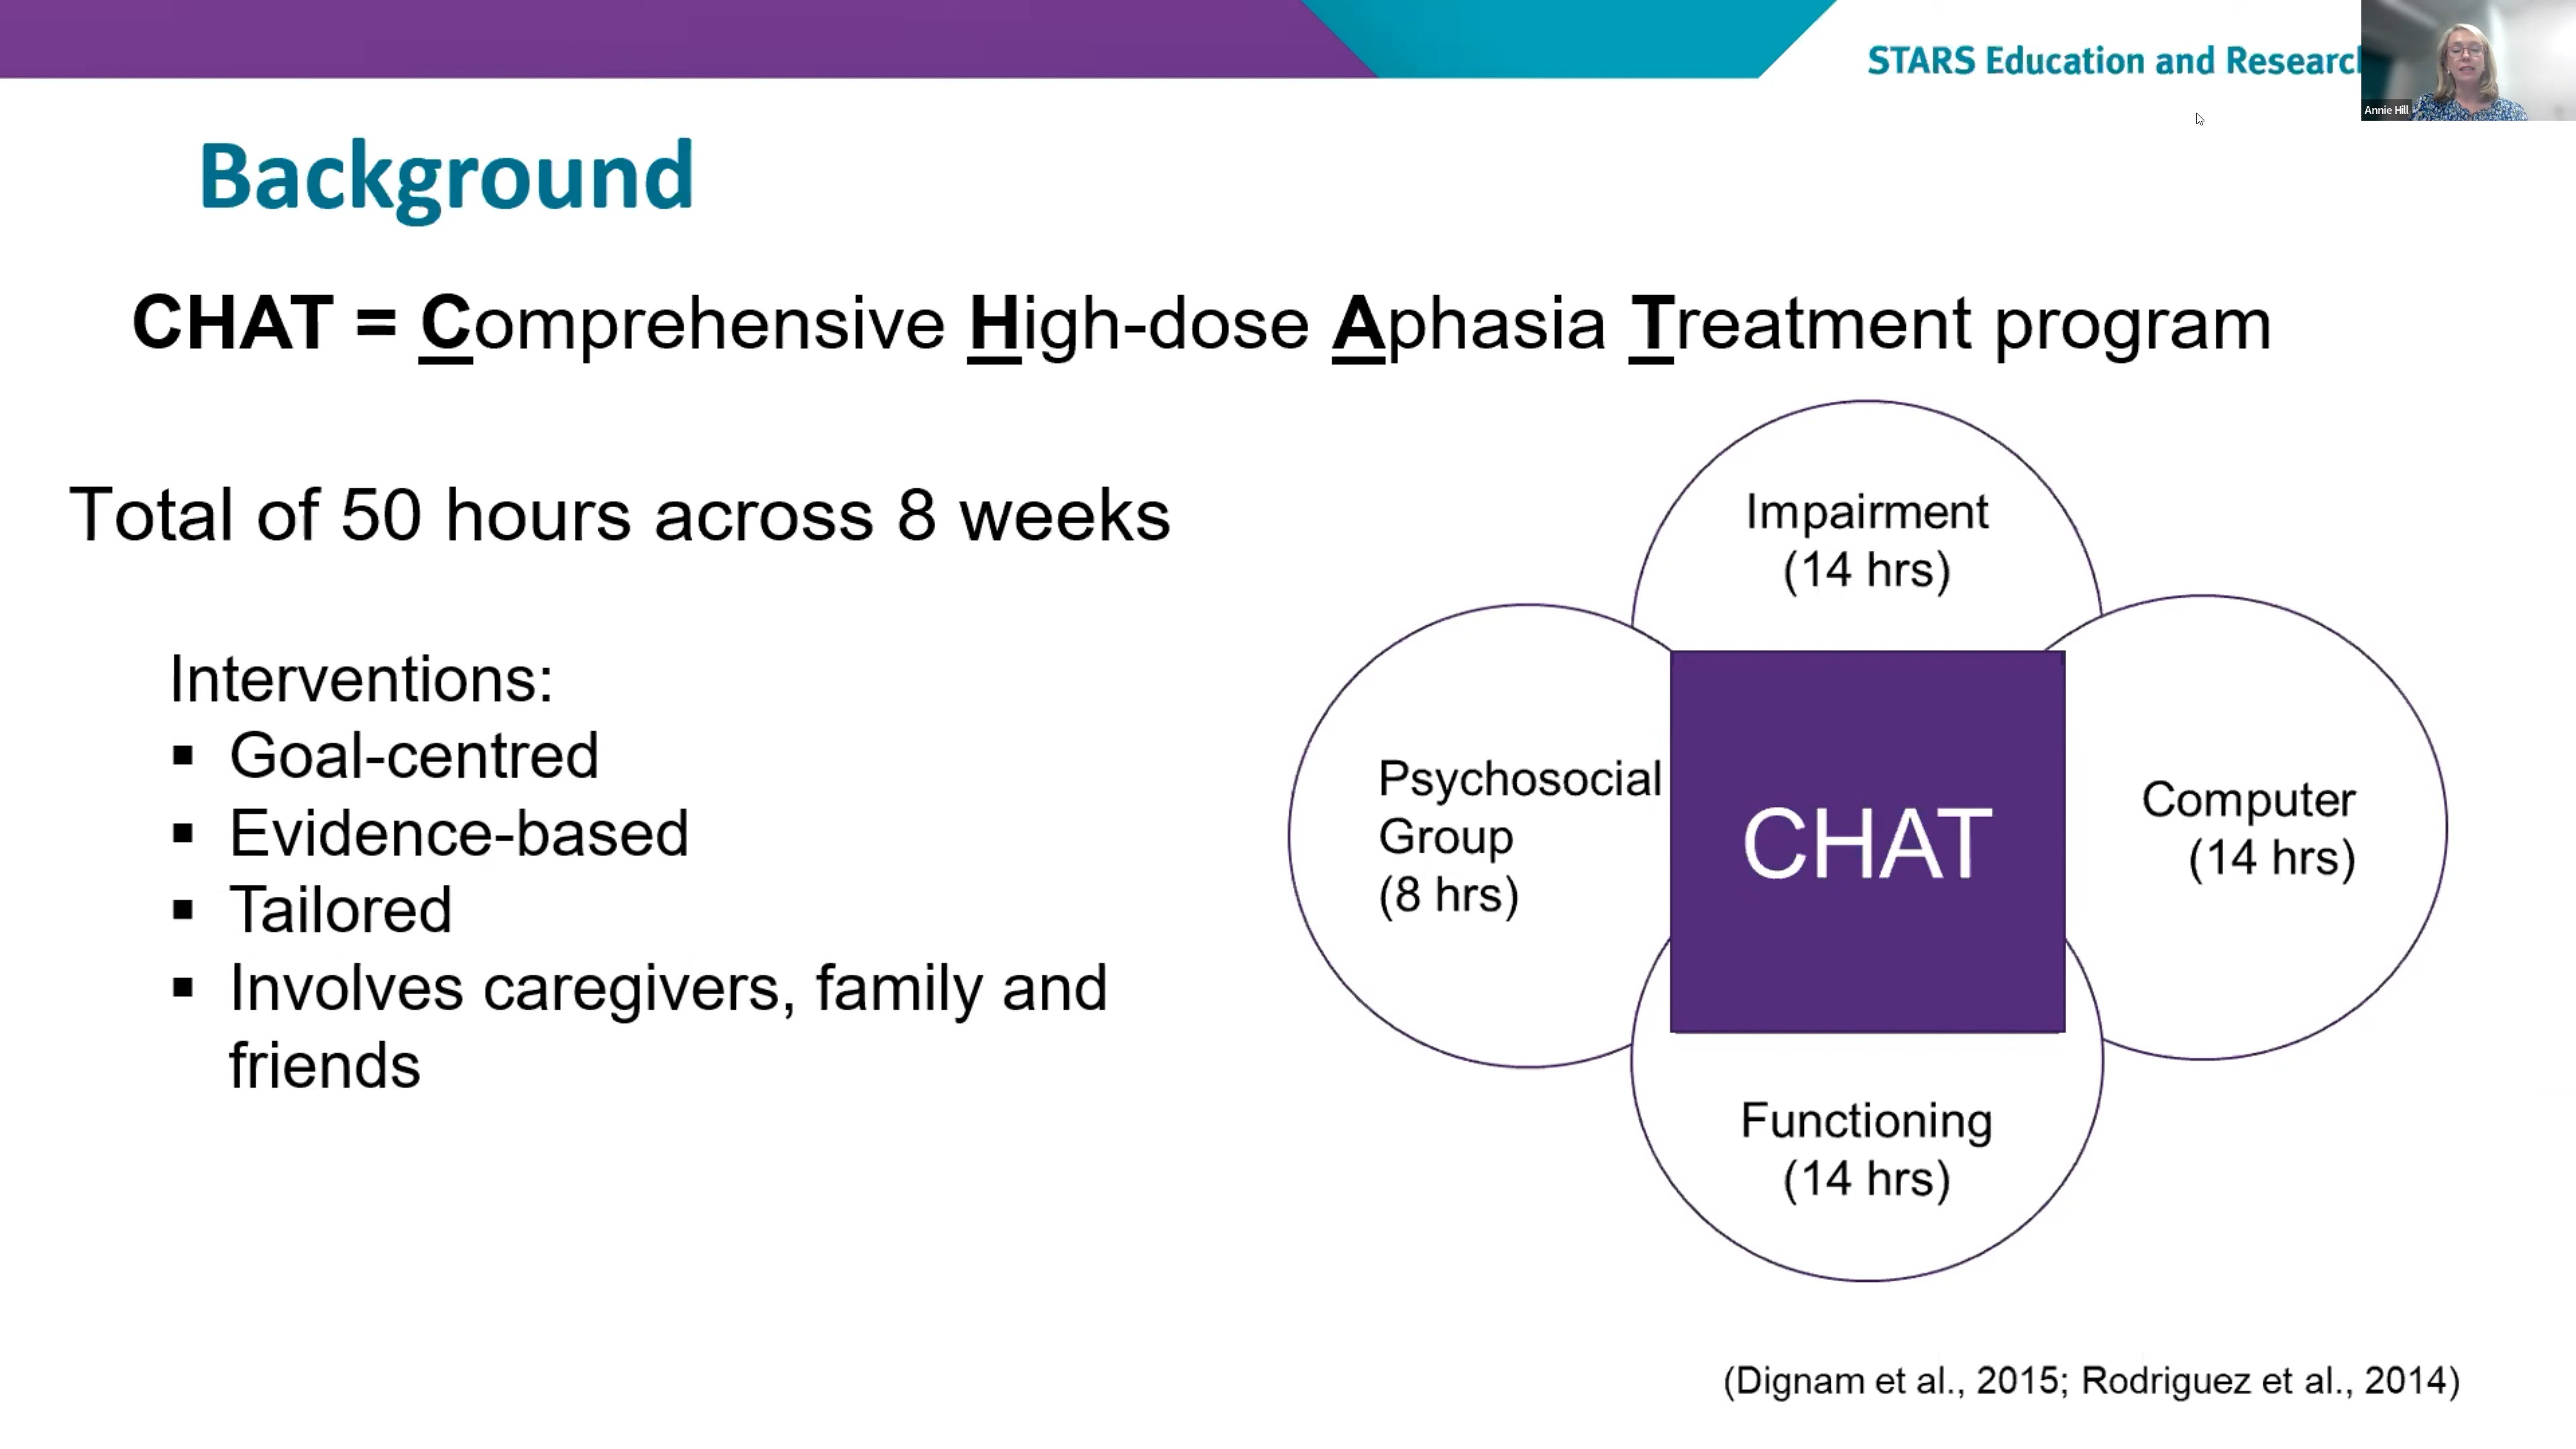 STARS Education and Research
Annie Hill
Background
CHAT = Comprehensive High-dose Aphasia Treatment program
Total of 50 hours across 8 weeks
Interventions:
▪ Goal-centred
▪ Evidence-based
▪ Tailored
▪ Involves caregivers, family and
friends
Impairment
(14 hrs)
Psychosocial
Group
(8 hrs)
CHAT
Computer
(14 hrs)
Functioning
(14 hrs)
(Dignam et al., 2015; Rodriguez et al., 2014)